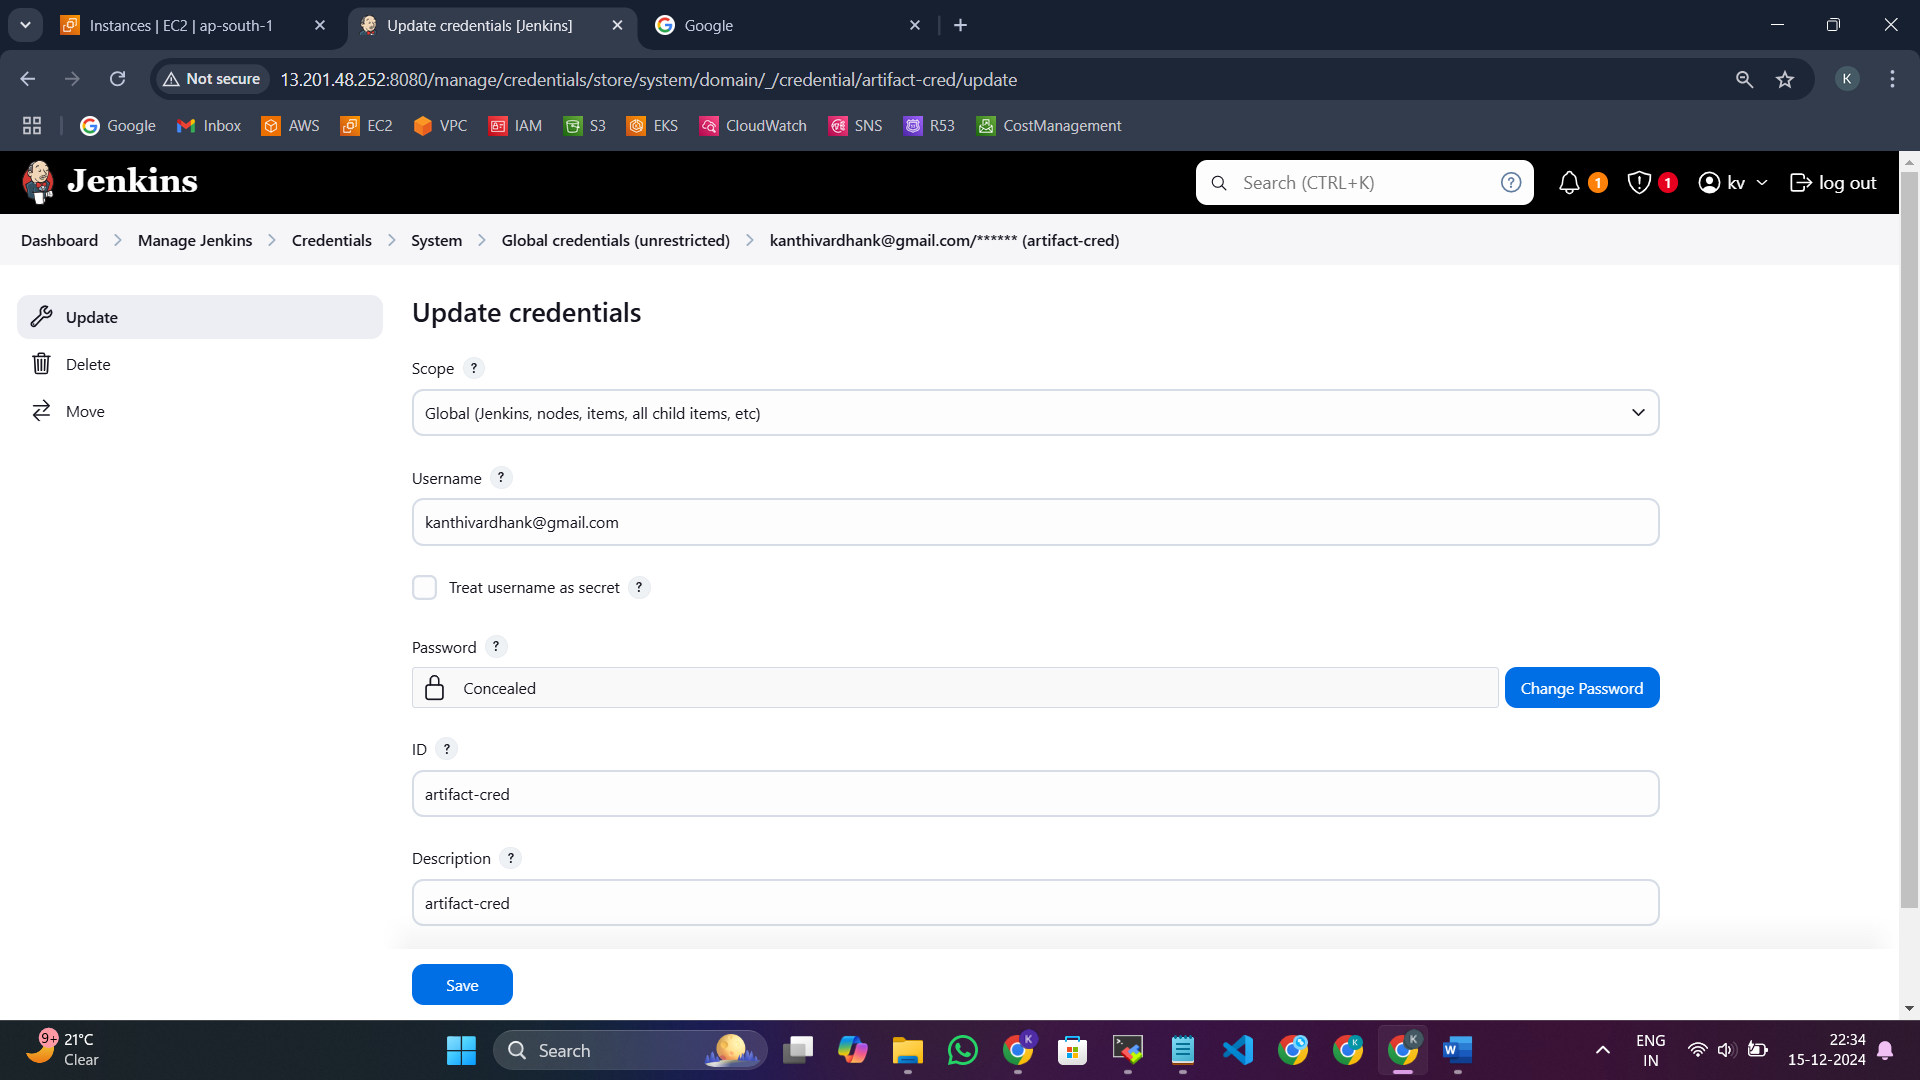 Instances | EC2 | ap-south-1
Update credentials [Jenkins]
Google
Not secure
13.201.48.252:8080/manage/credentials/store/system/domain/_/credential/artifact-cred/update
K
Google
Inbox
AWS
EC2
VPC
IAM
S3
EKS
CloudWatch
SNS
R53
CostManagement
Jenkins
Search (CTRL+K)
?
1
1
kv
log out
Dashboard
Manage Jenkins
Credentials
System
Global credentials (unrestricted)
kanthivardhank@gmail.com/****** (artifact-cred)
Update
Delete
Move
Update credentials
Scope ?
Global (Jenkins, nodes, items, all child items, etc)
Username ?
kanthivardhank@gmail.com
Treat username as secret ?
Password ?
Concealed
Change Password
ID ?
artifact-cred
Description ?
artifact-cred
Save
9+
21°C
Clear
Search
K
K
K
W
ENG
IN
22:34
15-12-2024